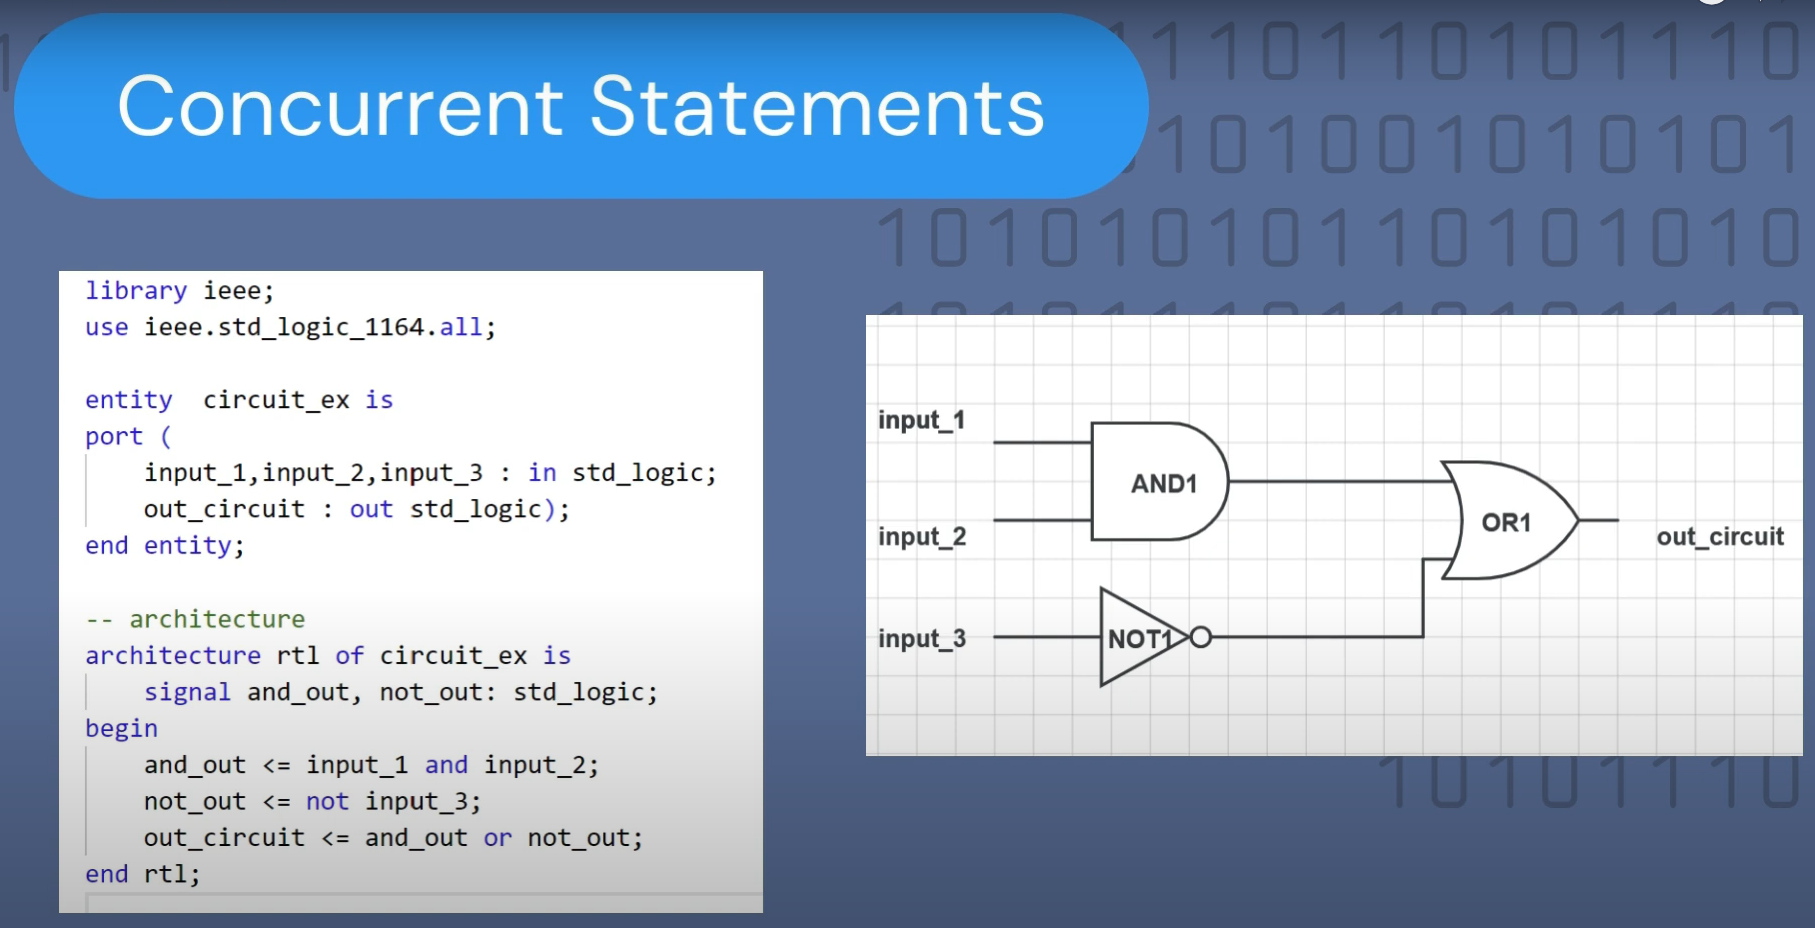 Concurrent Statements
library ieee;
use ieee.std_logic_1164.all;
entity  circuit_ex is
port (
input_1,input_2,input_3 : in std_logic;
out_circuit : out std_logic);
end entity;
-- architecture
architecture rtl of circuit_ex is
signal and_out, not_out: std_logic;
begin
and_out <= input_1 and input_2;
not_out <= not input_3;
out_circuit <= and_out or not_out;
end rtl;
input_1
AND1
input_2
OR1
out_circuit
input_3
NOT1